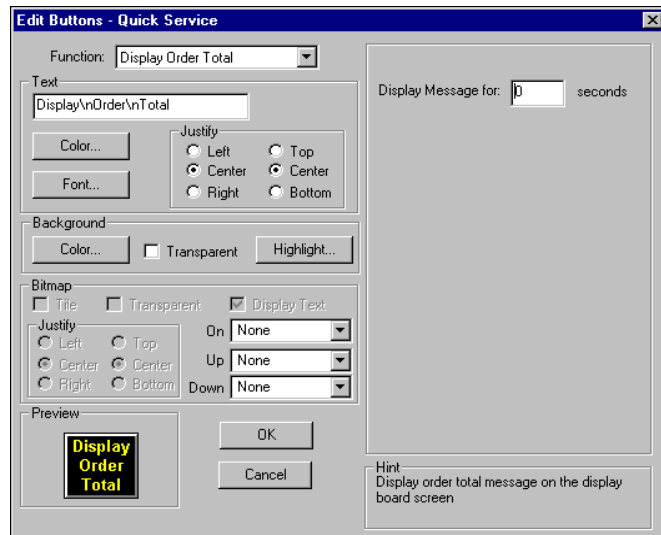 Edit Buttons - Quick Service
Function: Display Order Total
Text
Display\nOrder\nTotal
Color...
Font...
Justify
Left
Top
Center
Center
Right
Bottom
Background
Color...
Transparent
Highlight...
Bitmap
Tile
Transparent
Display Text
Justify
Left
Top
Center
Center
Right
Bottom
On None
Up None
Down None
Preview
Display
Order
Total
OK
Cancel
Display Message for: 0 seconds
Hint
Display order total message on the display
board screen